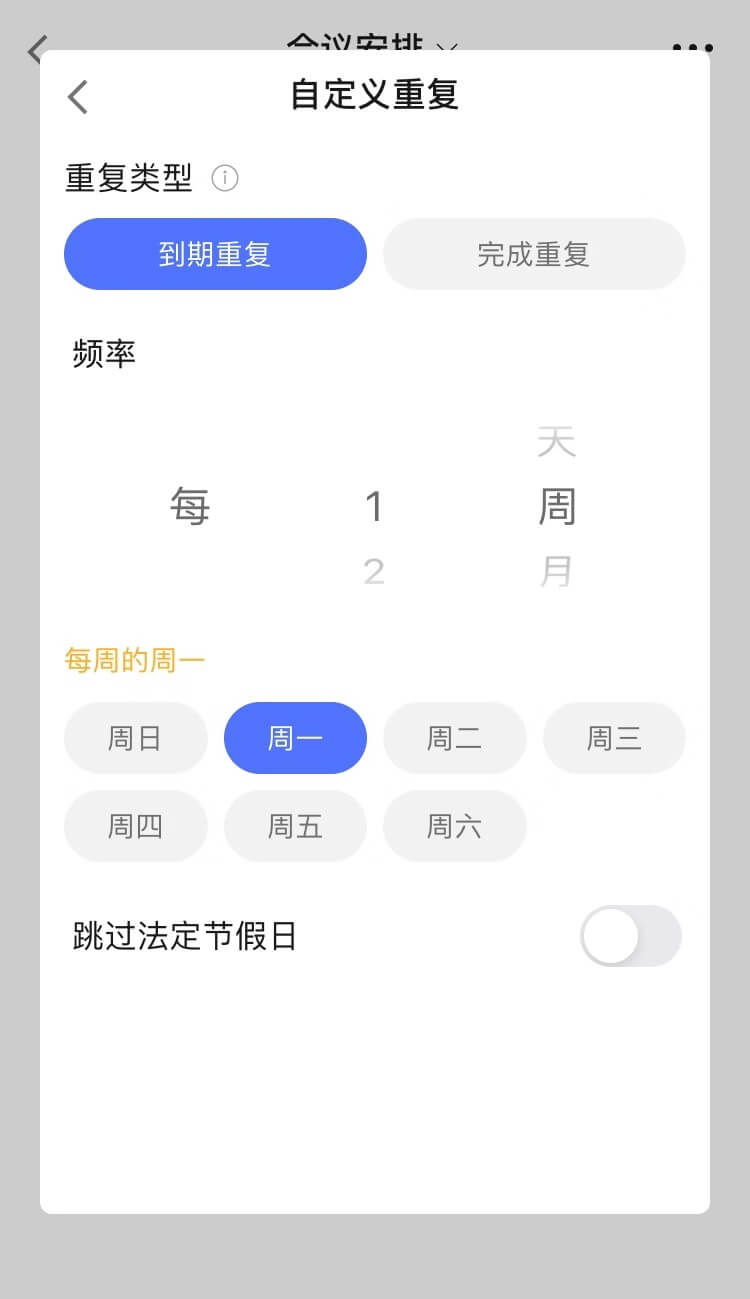 会议安排
自定义重复
重复类型
到期重复 完成重复
频率
天
每 1 周
2 月
每周的周一
周日 周一 周二 周三
周四 周五 周六
跳过法定节假日